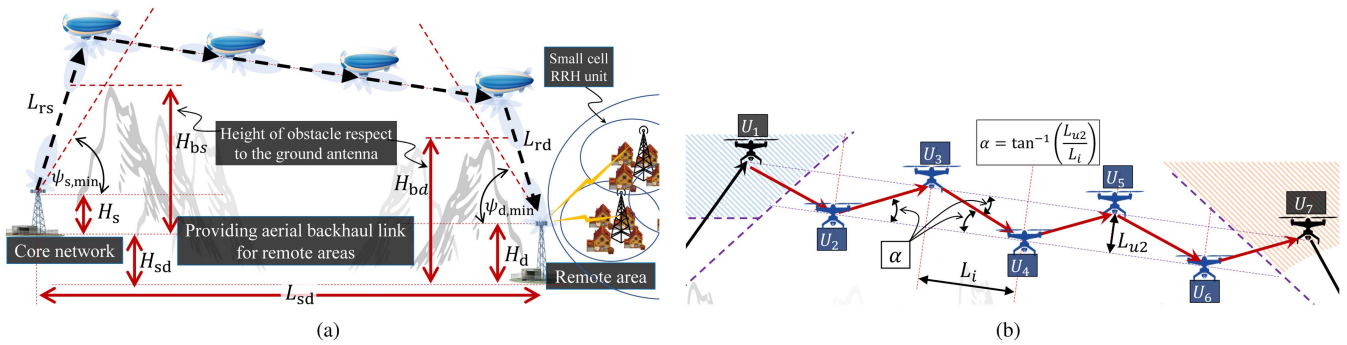 Small cell
RRH unit
L_rs
H_bs
Height of obstacle respect
to the ground antenna
L_rd
H_bd
ψ_s,min
ψ_d,min
H_s
Providing aerial backhaul link
for remote areas
H_d
Core network
H_sd
Remote area
L_sd
(a)
U_1
U_3
α = tan⁻¹(L_u2/L_i)
U_5
U_7
U_2
α
U_4
L_u2
L_i
U_6
(b)